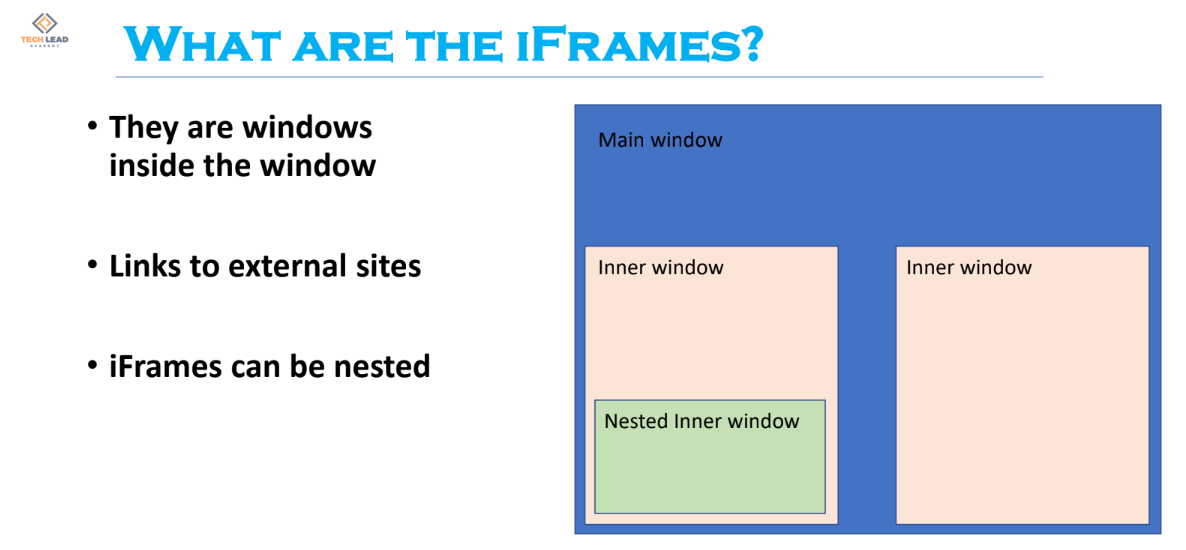 TECH LEAD
ACADEMY
WHAT ARE THE IFRAMES?
• They are windows
inside the window
• Links to external sites
• iFrames can be nested
Main window
Inner window
Inner window
Nested Inner window